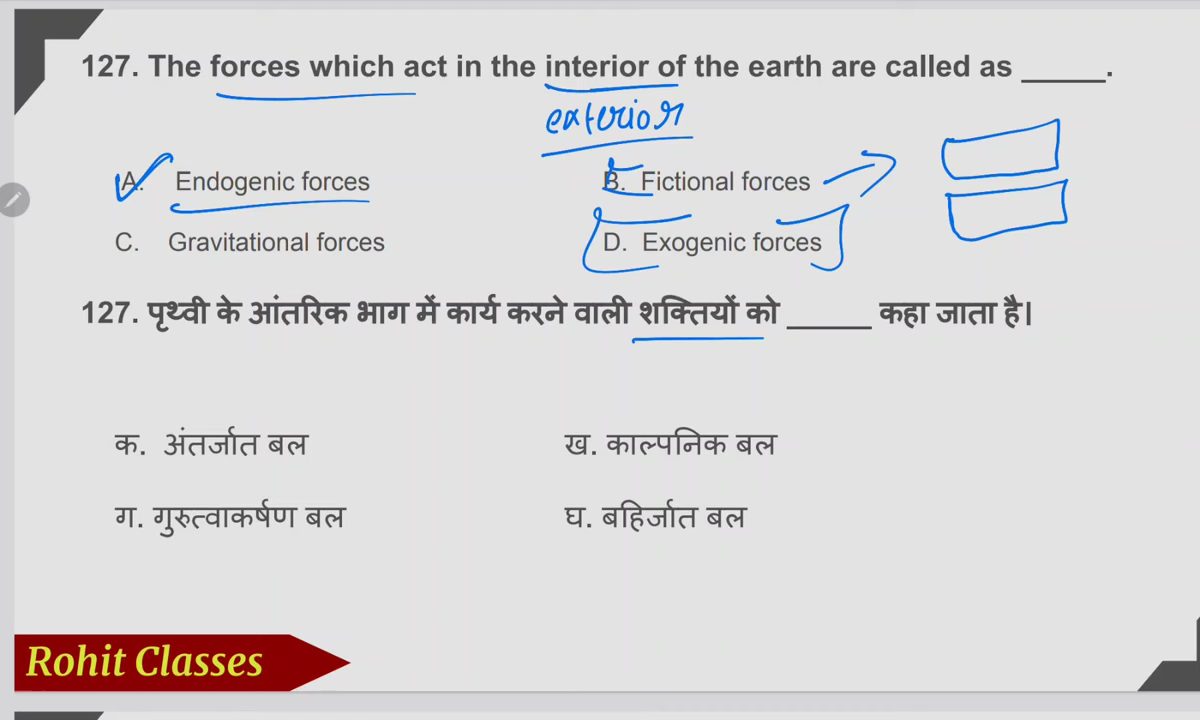 127. The forces which act in the interior of the earth are called as _____.
exterior
A. Endogenic forces
B. Fictional forces
C. Gravitational forces
D. Exogenic forces
127. पृथ्वी के आंतरिक भाग में कार्य करने वाली शक्तियों को _____ कहा जाता है।
क. अंतर्जात बल
ख. काल्पनिक बल
ग. गुरुत्वाकर्षण बल
घ. बहिर्जात बल
Rohit Classes